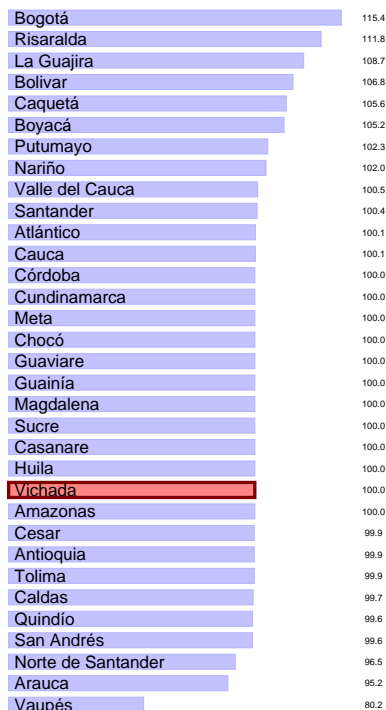 Bogotá 115.4
Risaralda 111.8
La Guajira 108.7
Bolivar 106.8
Caquetá 105.6
Boyacá 105.2
Putumayo 102.3
Nariño 102.0
Valle del Cauca 100.5
Santander 100.4
Atlántico 100.1
Cauca 100.1
Córdoba 100.0
Cundinamarca 100.0
Meta 100.0
Chocó 100.0
Guaviare 100.0
Guainía 100.0
Magdalena 100.0
Sucre 100.0
Casanare 100.0
Huila 100.0
Vichada 100.0
Amazonas 100.0
Cesar 99.9
Antioquia 99.9
Tolima 99.9
Caldas 99.7
Quindío 99.6
San Andrés 99.6
Norte de Santander 96.5
Arauca 95.2
Vaupés 80.2